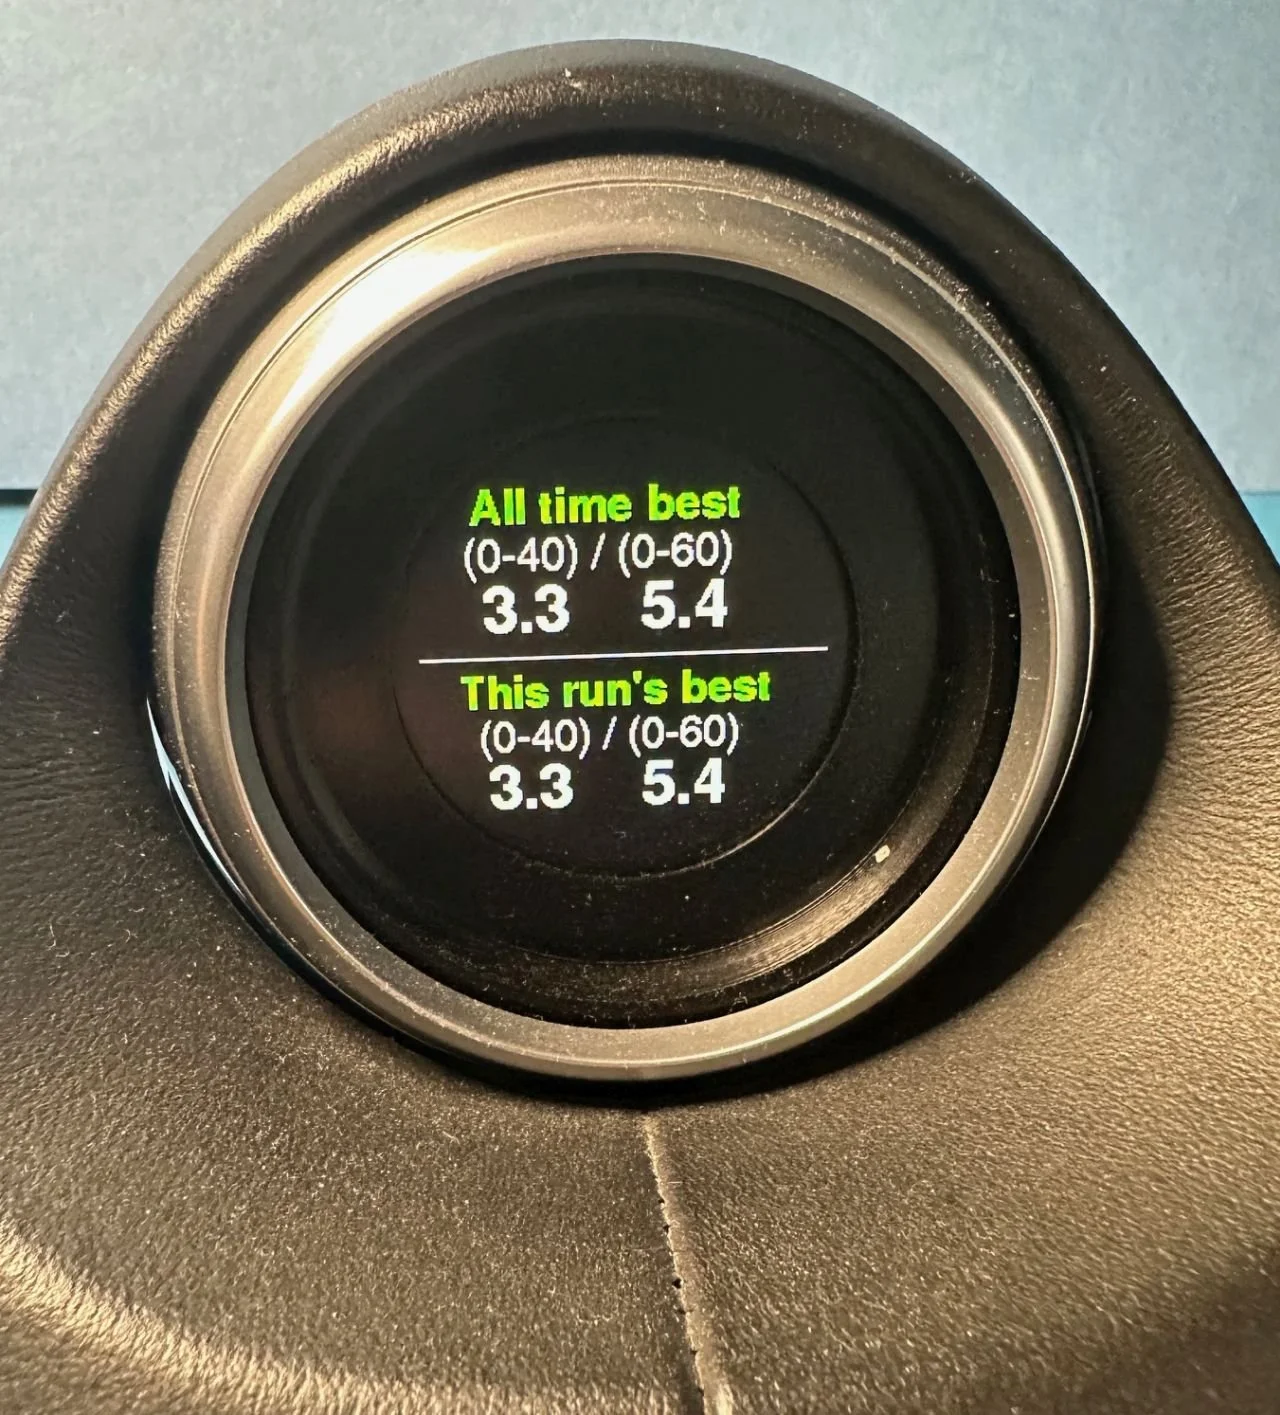 All time best
(0-40) / (0-60)
3.3 5.4
This run's best
(0-40) / (0-60)
3.3 5.4